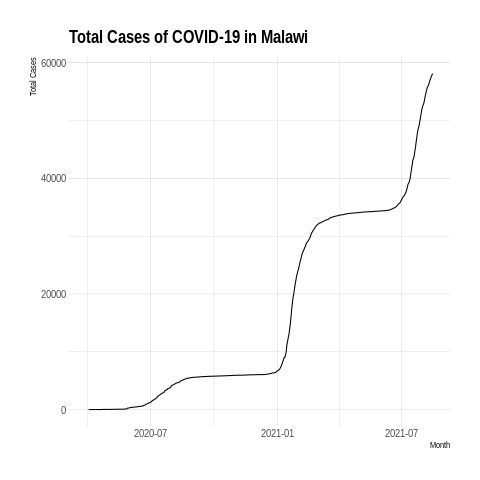 Total Cases of COVID-19 in Malawi
Total Cases
60000
40000
20000
0
2020-07
2021-01
2021-07
Month